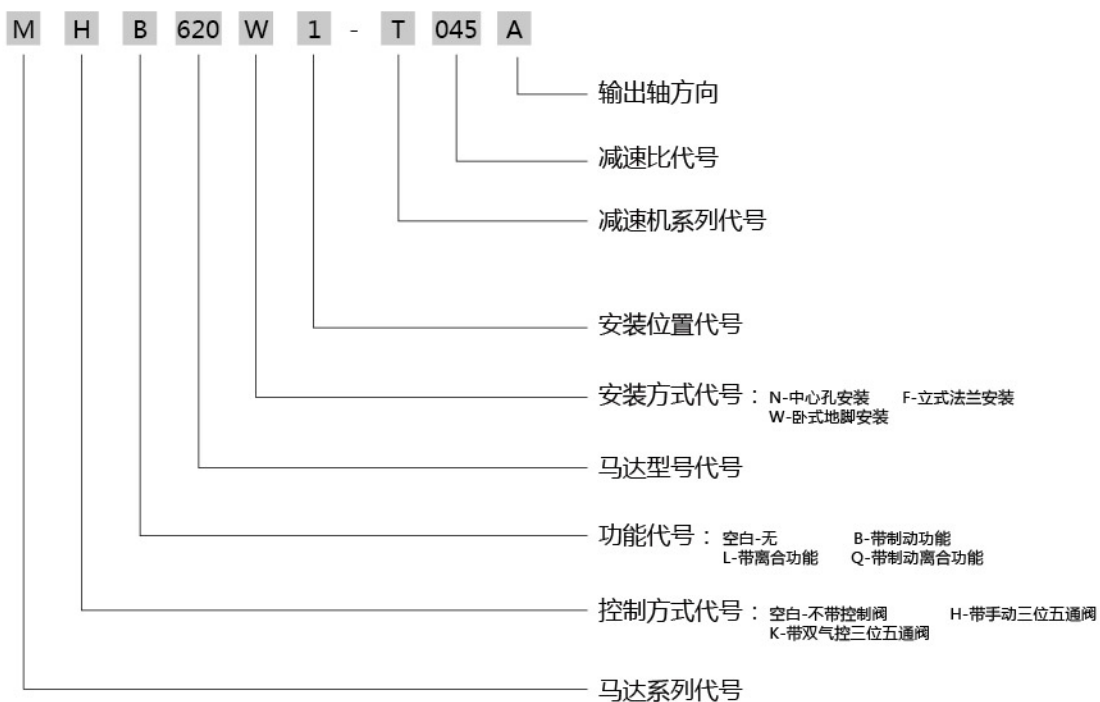 M H B 620 W 1 - T 045 A
输出轴方向
减速比代号
减速机系列代号
安装位置代号
安装方式代号：N-中心孔安装 F-立式法兰安装
W-卧式地脚安装
马达型号代号
功能代号：空白-无 B-带制动功能
L-带离合功能 Q-带制动离合功能
控制方式代号：空白-不带控制阀 H-带手动三位五通阀
K-带双气控三位五通阀
马达系列代号